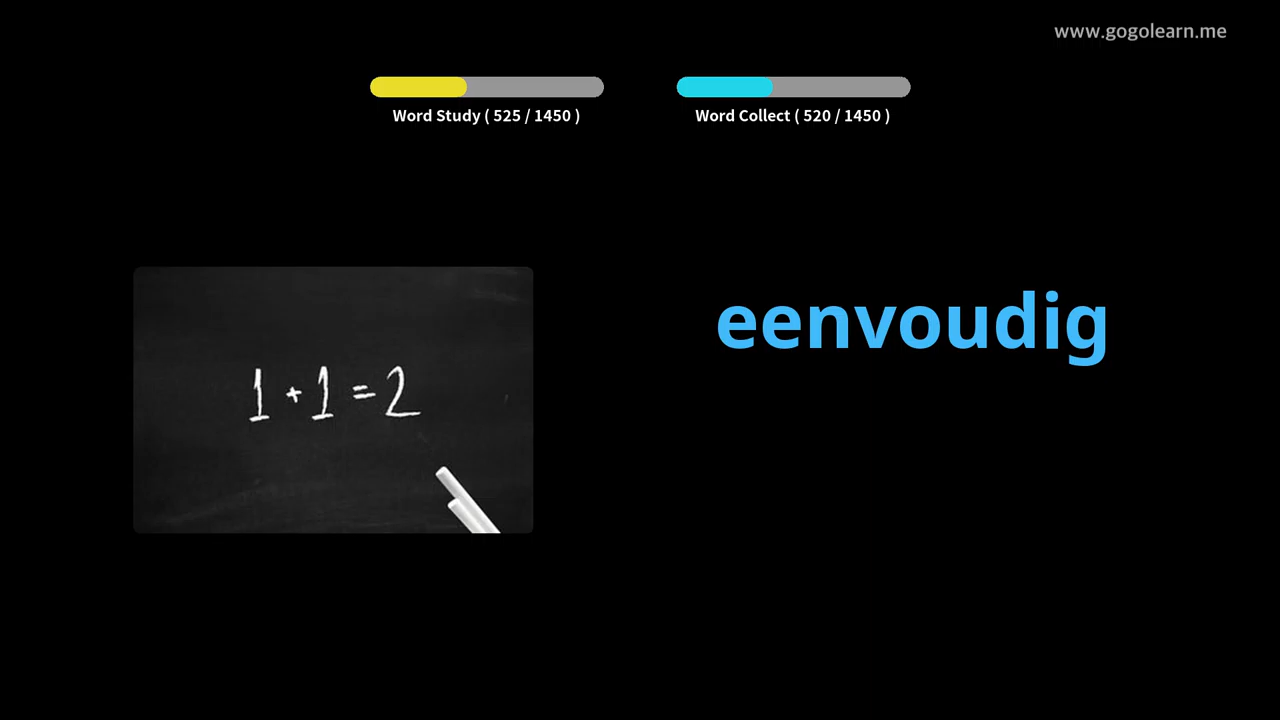 www.gogolearn.me
Word Study ( 525 / 1450 )
Word Collect ( 520 / 1450 )
eenvoudig
1 + 1 = 2